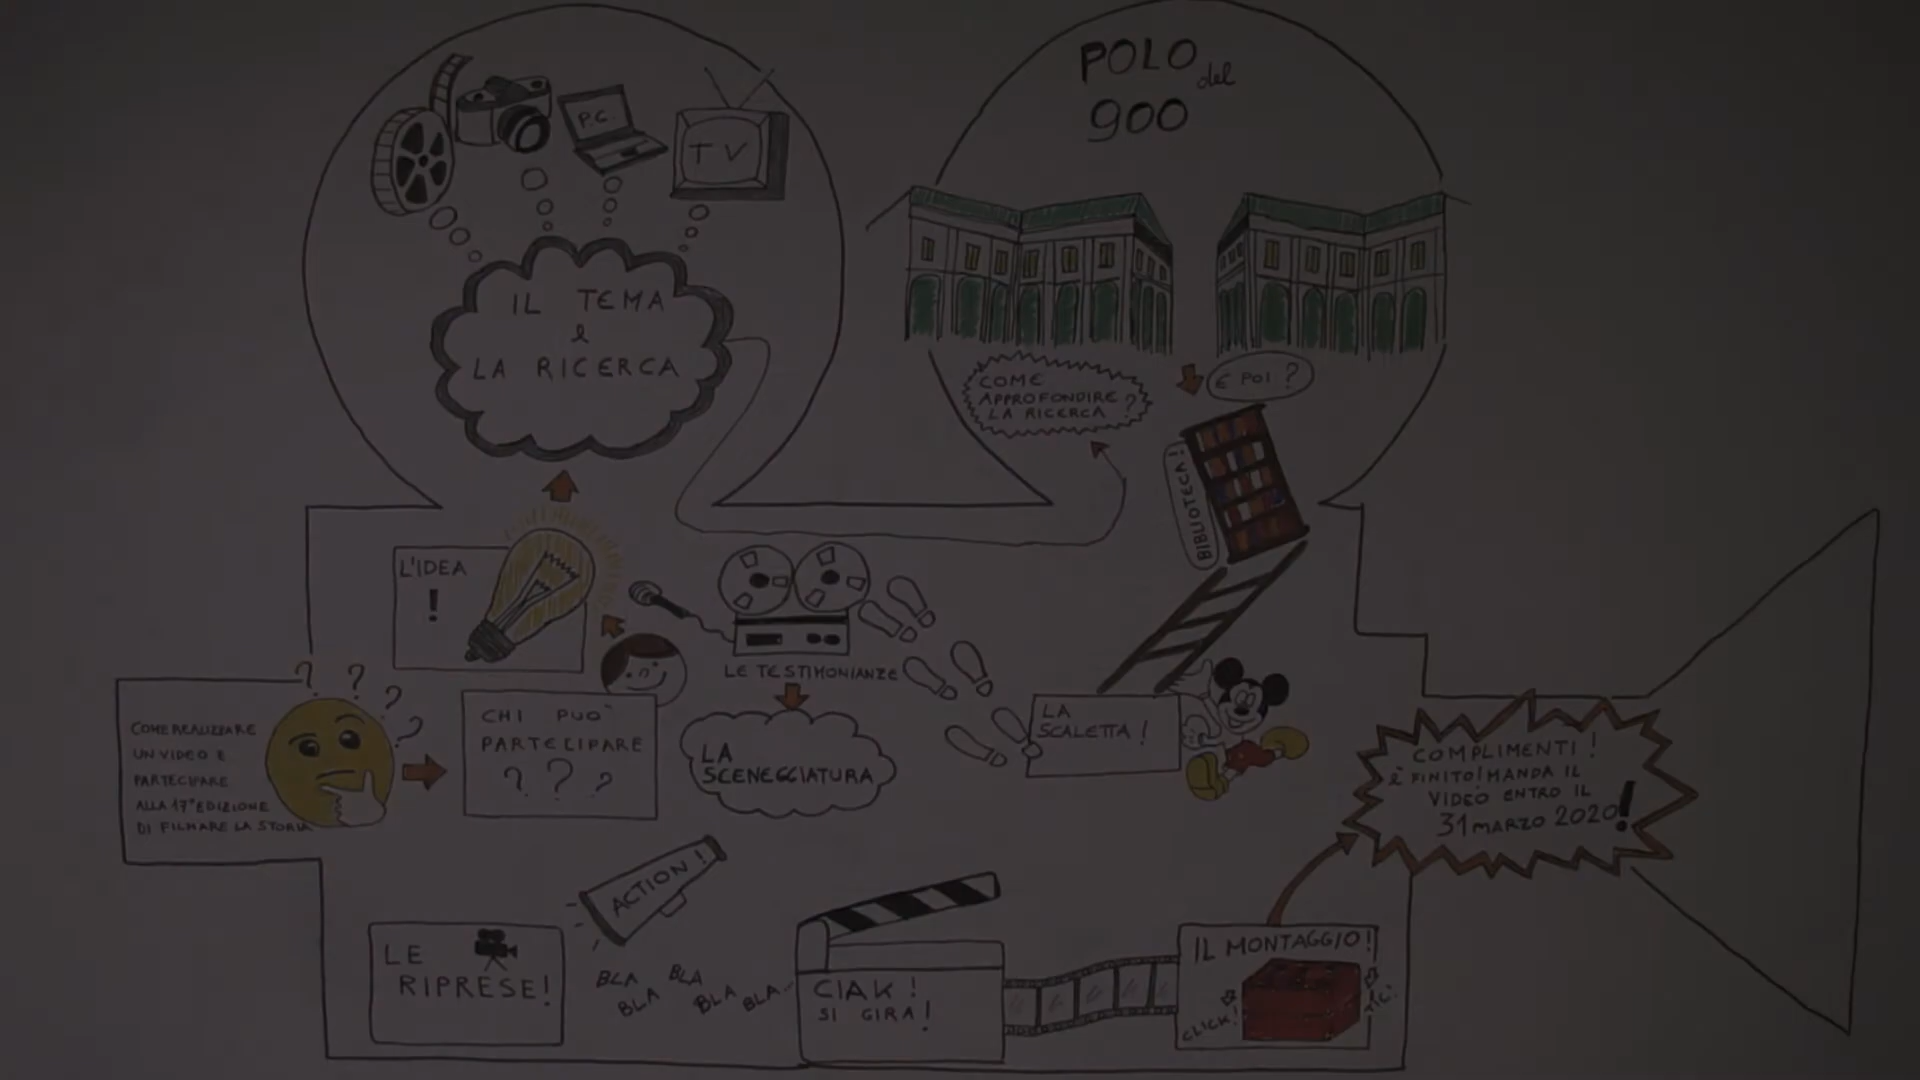 POLO
del
900
P.C.
TV
IL TEMA
e
LA RICERCA
COME
APPROFONDIRE
LA RICERCA ?
E POI ?
BIBLIOTECA !
L'IDEA
!
LE TESTIMONIANZE
LA
SCENEGGIATURA
LA
SCALETTA !
? ? ? ?
COME REALIZZARE
UN VIDEO E
PARTECIPARE
ALLA 17° EDIZIONE
DI FILMARE LA STORIA
CHI PUO'
PARTECIPARE
? ? ?
COMPLIMENTI !
È FINITO! MANDA IL
VIDEO ENTRO IL
31 MARZO 2020 !
ACTION !
LE
RIPRESE !
BLA BLA
BLA BLA BLA...
CIAK !
SI GIRA !
IL MONTAGGIO !
CLICK!